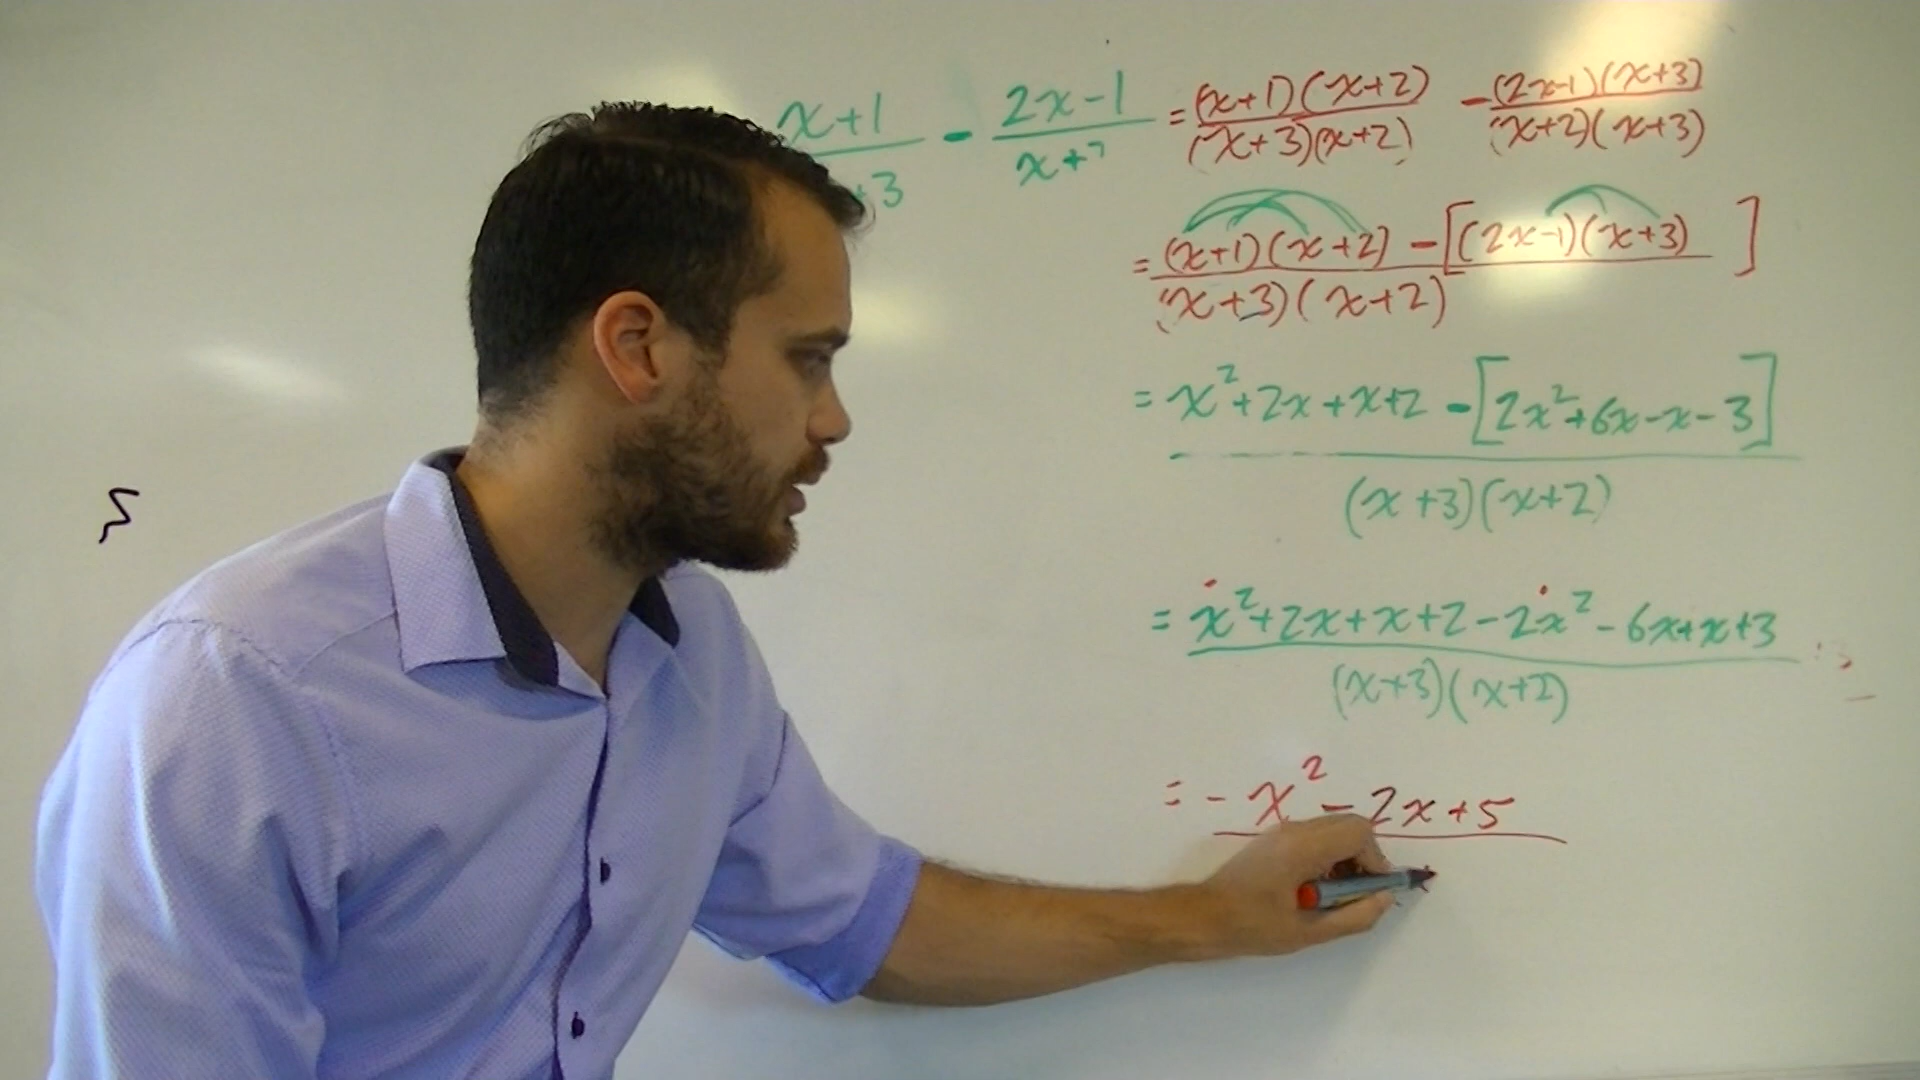 x+1 - 2x-1 = (x+1)(x+2) - (2x-1)(x+3)
+3 x+ (x+3)(x+2) (x+2)(x+3)
= (x+1)(x+2) - [(2x-1)(x+3)]
(x+3)(x+2)
= x²+2x+x+2 - [2x²+6x-x-3]
(x+3)(x+2)
= x²+2x+x+2-2x²-6x+x+3
(x+3)(x+2)
= -x²-2x+5